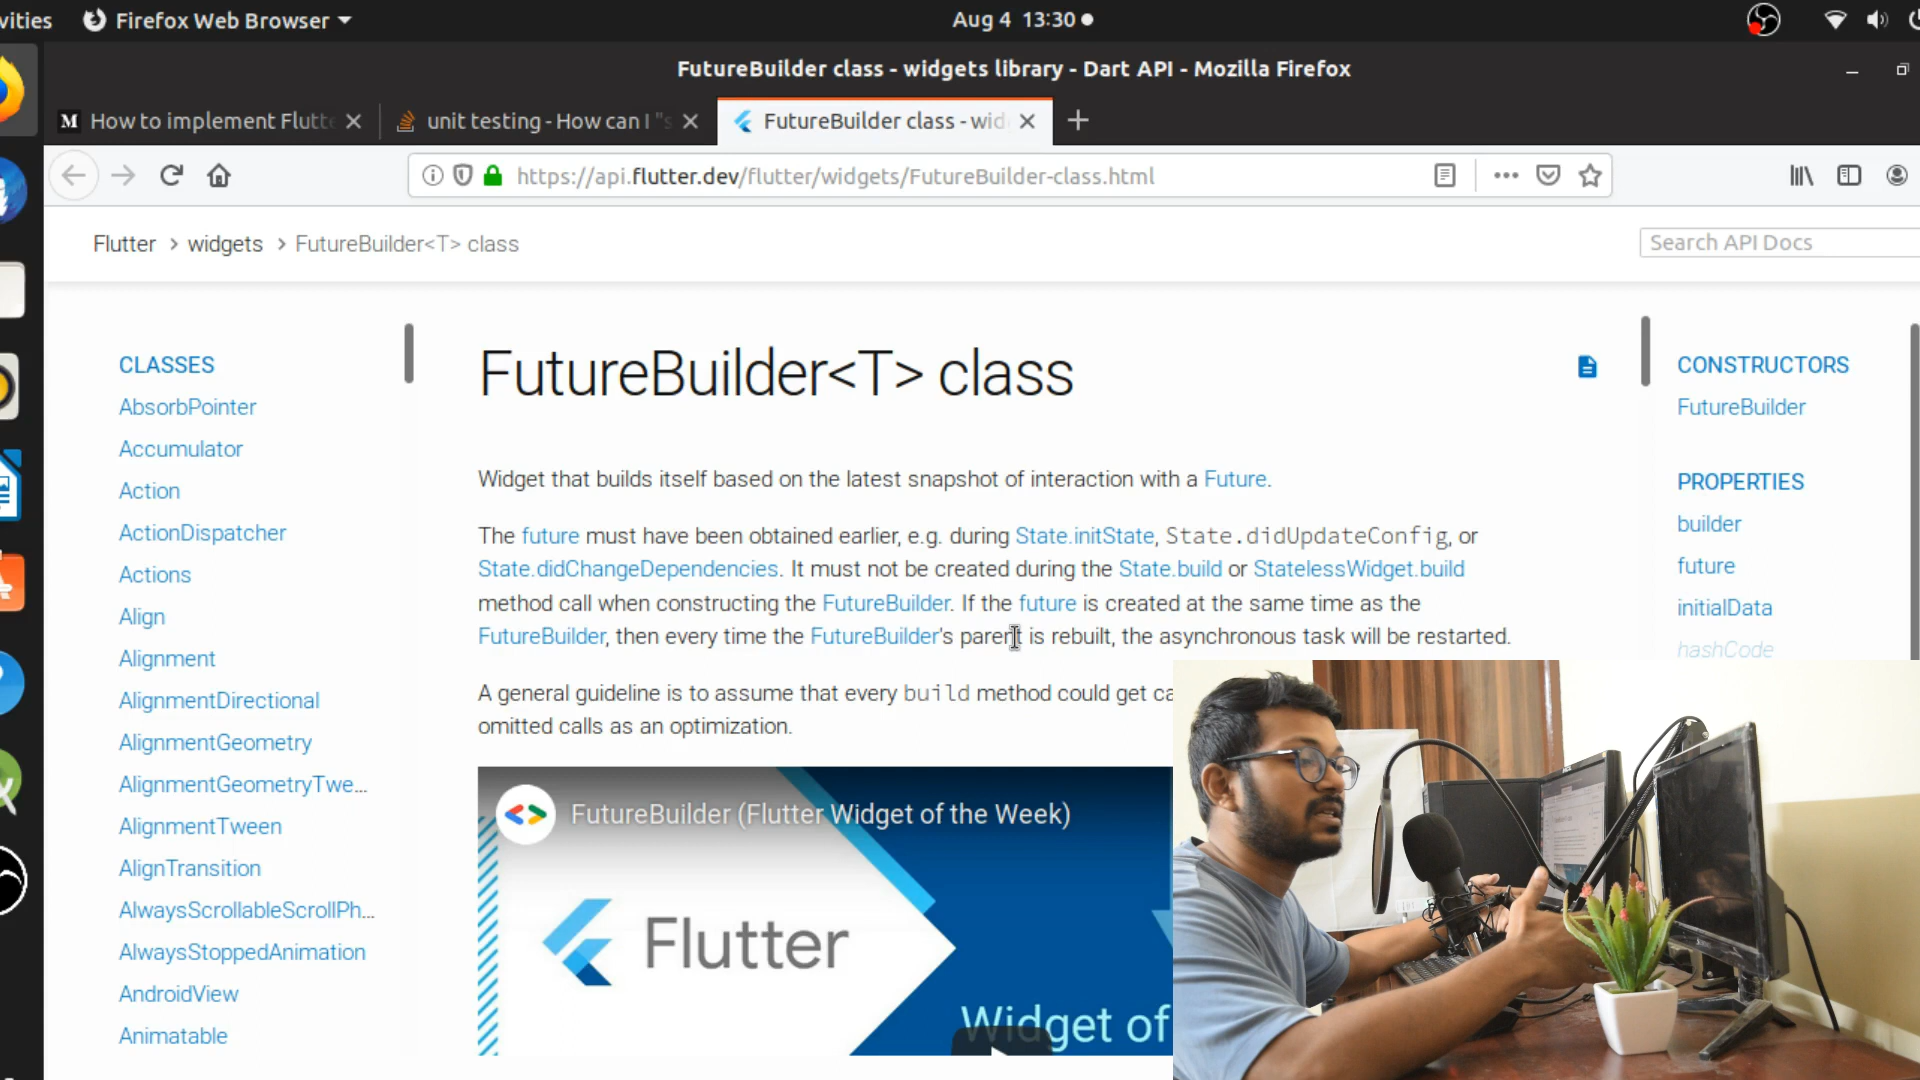 vities
Firefox Web Browser
Aug 4 13:30
FutureBuilder class - widgets library - Dart API - Mozilla Firefox
M How to implement Flutte
unit testing - How can I "s
FutureBuilder class - wid
https://api.flutter.dev/flutter/widgets/FutureBuilder-class.html
Flutter > widgets > FutureBuilder<T> class
Search API Docs
CLASSES
AbsorbPointer
Accumulator
Action
ActionDispatcher
Actions
Align
Alignment
AlignmentDirectional
AlignmentGeometry
AlignmentGeometryTwe...
AlignmentTween
AlignTransition
AlwaysScrollableScrollPh...
AlwaysStoppedAnimation
AndroidView
Animatable
FutureBuilder<T> class
Widget that builds itself based on the latest snapshot of interaction with a Future.
The future must have been obtained earlier, e.g. during State.initState, State.didUpdateConfig, or
State.didChangeDependencies. It must not be created during the State.build or StatelessWidget.build
method call when constructing the FutureBuilder. If the future is created at the same time as the
FutureBuilder, then every time the FutureBuilder's parent is rebuilt, the asynchronous task will be restarted.
A general guideline is to assume that every build method could get ca
omitted calls as an optimization.
FutureBuilder (Flutter Widget of the Week)
Flutter
Widget of
CONSTRUCTORS
FutureBuilder
PROPERTIES
builder
future
initialData
hashCode